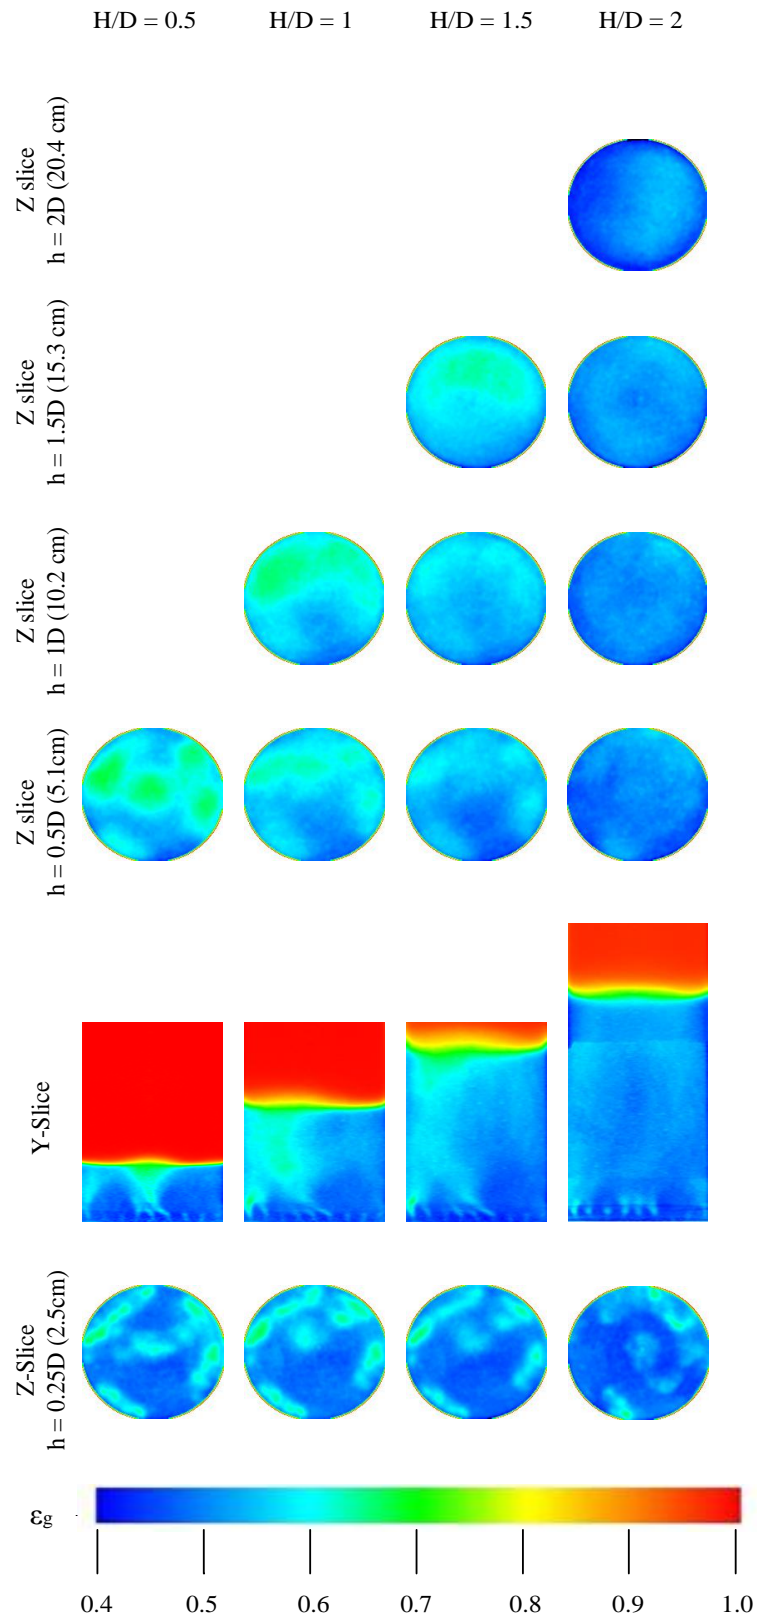 H/D = 0.5 H/D = 1 H/D = 1.5 H/D = 2
Z slice
h = 2D (20.4 cm)
Z slice
h = 1.5D (15.3 cm)
Z slice
h = 1D (10.2 cm)
Z slice
h = 0.5D (5.1cm)
Y-Slice
Z-Slice
h = 0.25D (2.5cm)
εg
0.4 0.5 0.6 0.7 0.8 0.9 1.0